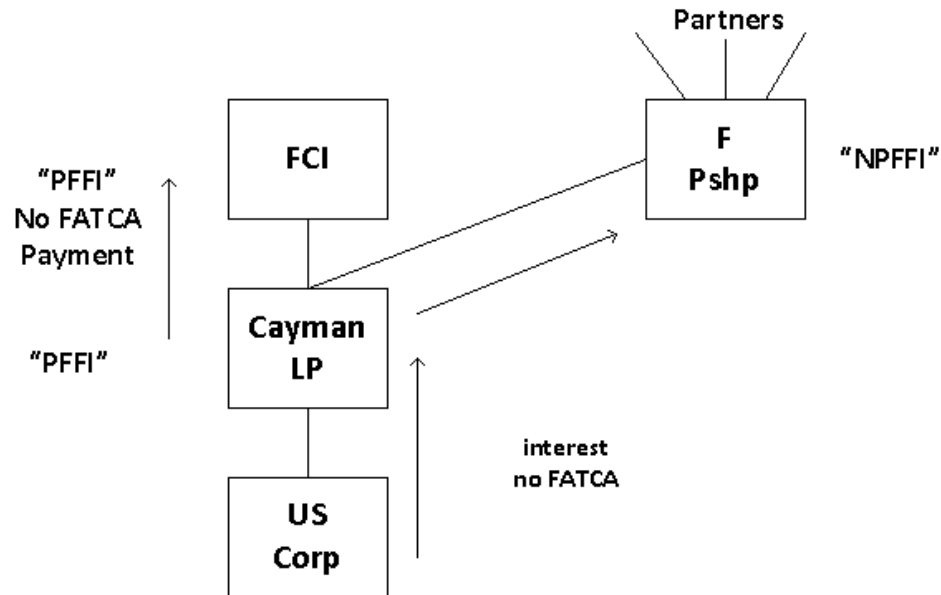 Partners
FCI
F
Pshp
"NPFFI"
"PFFI"
No FATCA
Payment
Cayman
LP
"PFFI"
interest
no FATCA
US
Corp